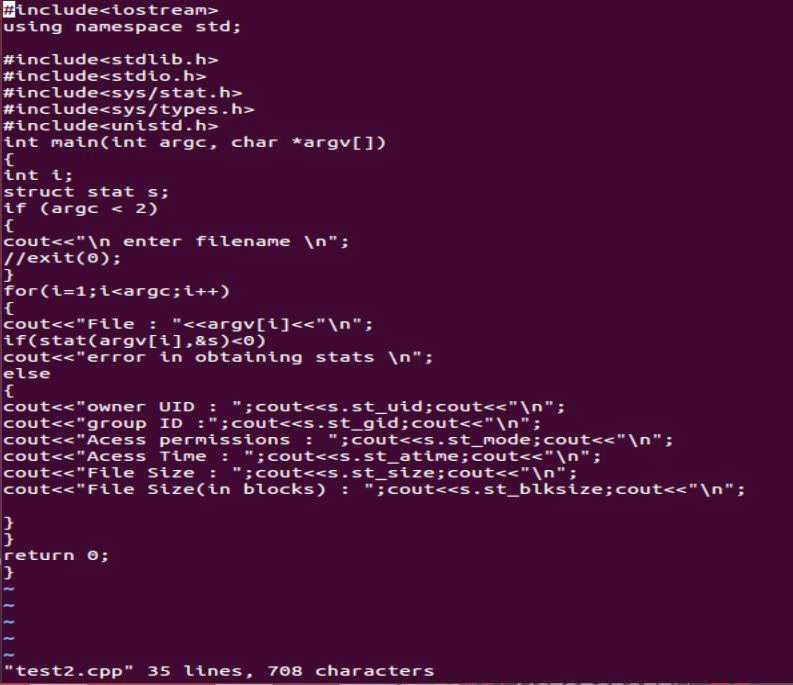 #include<iostream>
using namespace std;
#include<stdlib.h>
#include<stdio.h>
#include<sys/stat.h>
#include<sys/types.h>
#include<unistd.h>
int main(int argc, char *argv[])
{
int i;
struct stat s;
if (argc < 2)
{
cout<<"\n enter filename \n";
//exit(0);
}
for(i=1;i<argc;i++)
{
cout<<"File : "<<argv[i]<<"\n";
if(stat(argv[i],&s)<0)
cout<<"error in obtaining stats \n";
else
{
cout<<"owner UID : ";cout<<s.st_uid;cout<<"\n";
cout<<"group ID :";cout<<s.st_gid;cout<<"\n";
cout<<"Acess permissions : ";cout<<s.st_mode;cout<<"\n";
cout<<"Acess Time : ";cout<<s.st_atime;cout<<"\n";
cout<<"File Size : ";cout<<s.st_size;cout<<"\n";
cout<<"File Size(in blocks) : ";cout<<s.st_blksize;cout<<"\n";
}
}
return 0;
}
~
~
~
~
~
"test2.cpp" 35 lines, 708 characters